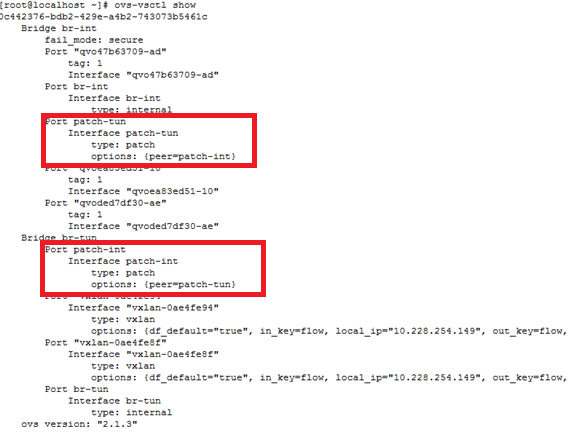 [root@localhost ~]# ovs-vsctl show
0c442376-bdb2-429e-a4b2-743073b5461c
Bridge br-int
fail_mode: secure
Port "qvo47b63709-ad"
tag: 1
Interface "qvo47b63709-ad"
Port br-int
Interface br-int
type: internal
Port patch-tun
Interface patch-tun
type: patch
options: {peer=patch-int}
Port "qvoea83ed51-10"
tag: 1
Interface "qvoea83ed51-10"
Port "qvoded7df30-ae"
tag: 1
Interface "qvoded7df30-ae"
Bridge br-tun
Port patch-int
Interface patch-int
type: patch
options: {peer=patch-tun}
Port "vxlan-0ae4fe94"
Interface "vxlan-0ae4fe94"
type: vxlan
options: {df_default="true", in_key=flow, local_ip="10.228.254.149", out_key=flow,
Port "vxlan-0ae4fe8f"
Interface "vxlan-0ae4fe8f"
type: vxlan
options: {df_default="true", in_key=flow, local_ip="10.228.254.149", out_key=flow,
Port br-tun
Interface br-tun
type: internal
ovs_version: "2.1.3"